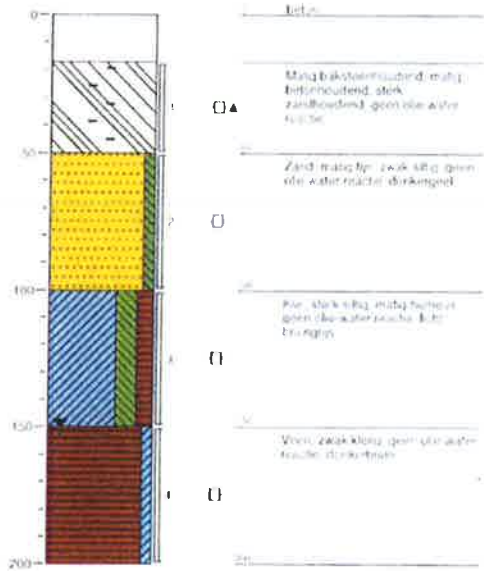 0
beton
Matig baksteenhoudend, matig
betonhoudend, sterk
zandhoudend, geen olie-water
reactie
50
Zand, matig fijn, zwak siltig, geen
olie-water reactie, donkergeel
100
Klei, sterk siltig, matig humeus,
geen olie-water reactie, licht
bruingrijs
150
Veen, zwak kleiig, geen olie-water
reactie, donkerbruin
200